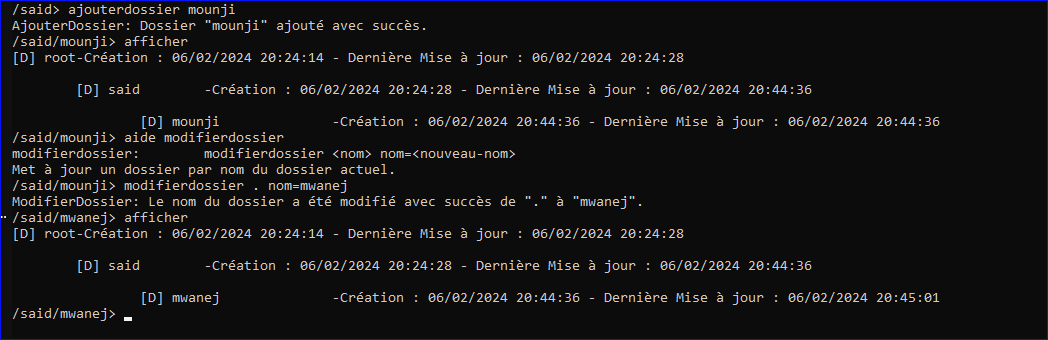 /said> ajouterdossier mounji
AjouterDossier: Dossier "mounji" ajouté avec succès.
/said/mounji> afficher
[D] root-Création : 06/02/2024 20:24:14 - Dernière Mise à jour : 06/02/2024 20:24:28
[D] said -Création : 06/02/2024 20:24:28 - Dernière Mise à jour : 06/02/2024 20:44:36
[D] mounji -Création : 06/02/2024 20:44:36 - Dernière Mise à jour : 06/02/2024 20:44:36
/said/mounji> aide modifierdossier
modifierdossier: modifierdossier <nom> nom=<nouveau-nom>
Met à jour un dossier par nom du dossier actuel.
/said/mounji> modifierdossier . nom=mwanej
ModifierDossier: Le nom du dossier a été modifié avec succès de "." à "mwanej".
/said/mwanej> afficher
[D] root-Création : 06/02/2024 20:24:14 - Dernière Mise à jour : 06/02/2024 20:24:28
[D] said -Création : 06/02/2024 20:24:28 - Dernière Mise à jour : 06/02/2024 20:44:36
[D] mwanej -Création : 06/02/2024 20:44:36 - Dernière Mise à jour : 06/02/2024 20:45:01
/said/mwanej>